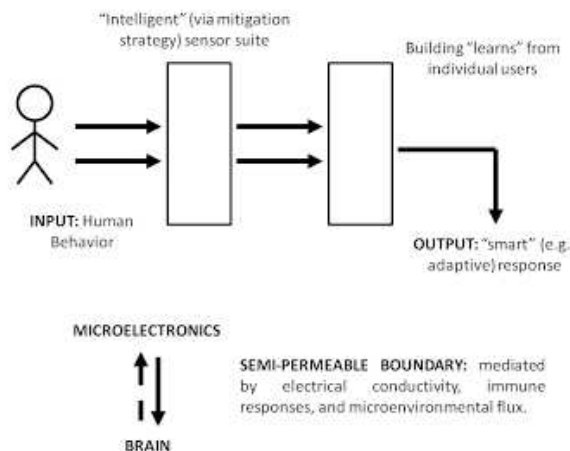 “Intelligent” (via mitigation
strategy) sensor suite
Building “learns” from
individual users
INPUT: Human
Behavior
OUTPUT: “smart” (e.g.
adaptive) response
MICROELECTRONICS
SEMI-PERMEABLE BOUNDARY: mediated
by electrical conductivity, immune
responses, and microenvironmental flux.
BRAIN